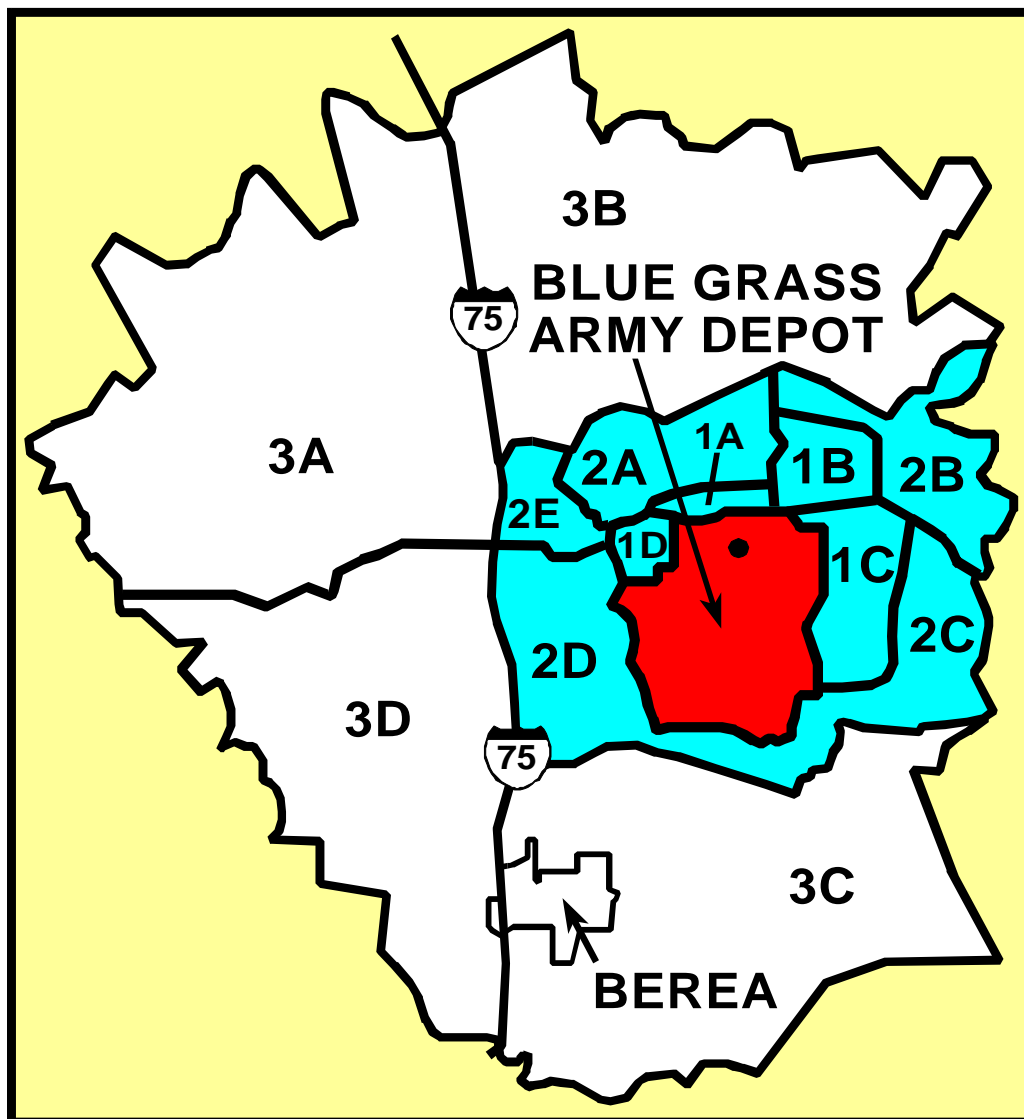 3B
BLUE GRASS
ARMY DEPOT
75
3A
1A
2A
1B
2B
2E
1D
1C
2C
2D
3D
75
3C
BEREA